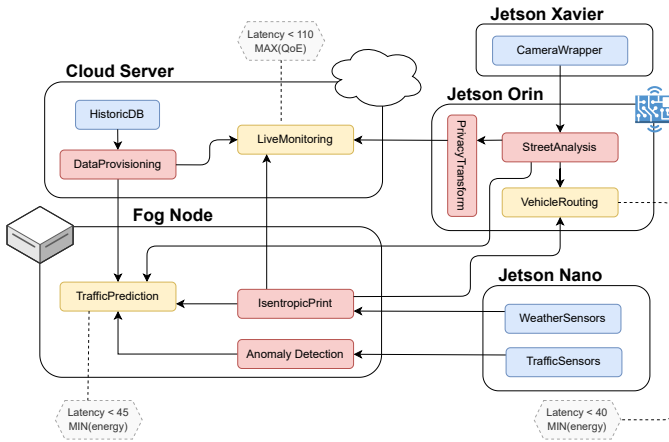 Jetson Xavier
Latency < 110
MAX(QoE)
CameraWrapper
Cloud Server
Jetson Orin
HistoricDB
LiveMonitoring
PrivacyTransform
StreetAnalysis
DataProvisioning
VehicleRouting
Fog Node
Jetson Nano
TrafficPrediction
IsentropicPrint
WeatherSensors
Anomaly Detection
TrafficSensors
Latency < 45
MIN(energy)
Latency < 40
MIN(energy)